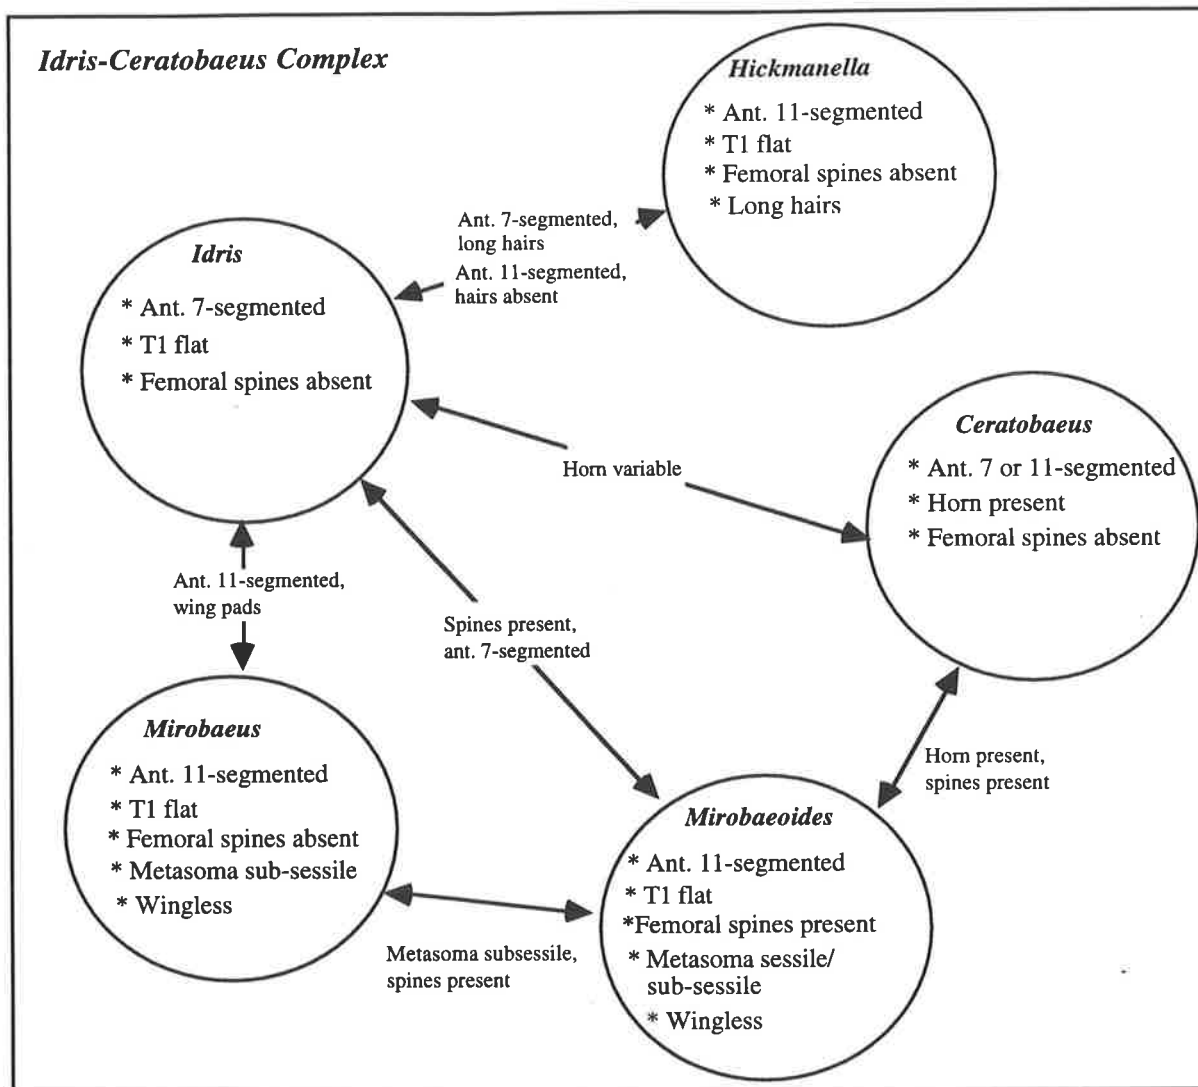 Idris-Ceratobaeus Complex
Hickmanella
* Ant. 11-segmented
* T1 flat
* Femoral spines absent
* Long hairs
Ant. 7-segmented,
long hairs
Ant. 11-segmented,
hairs absent
Idris
* Ant. 7-segmented
* T1 flat
* Femoral spines absent
Horn variable
Ceratobaeus
* Ant. 7 or 11-segmented
* Horn present
* Femoral spines absent
Ant. 11-segmented,
wing pads
Spines present,
ant. 7-segmented
Horn present,
spines present
Mirobaeus
* Ant. 11-segmented
* T1 flat
* Femoral spines absent
* Metasoma sub-sessile
* Wingless
Metasoma subsessile,
spines present
Mirobaeoides
* Ant. 11-segmented
* T1 flat
*Femoral spines present
* Metasoma sessile/
sub-sessile
* Wingless